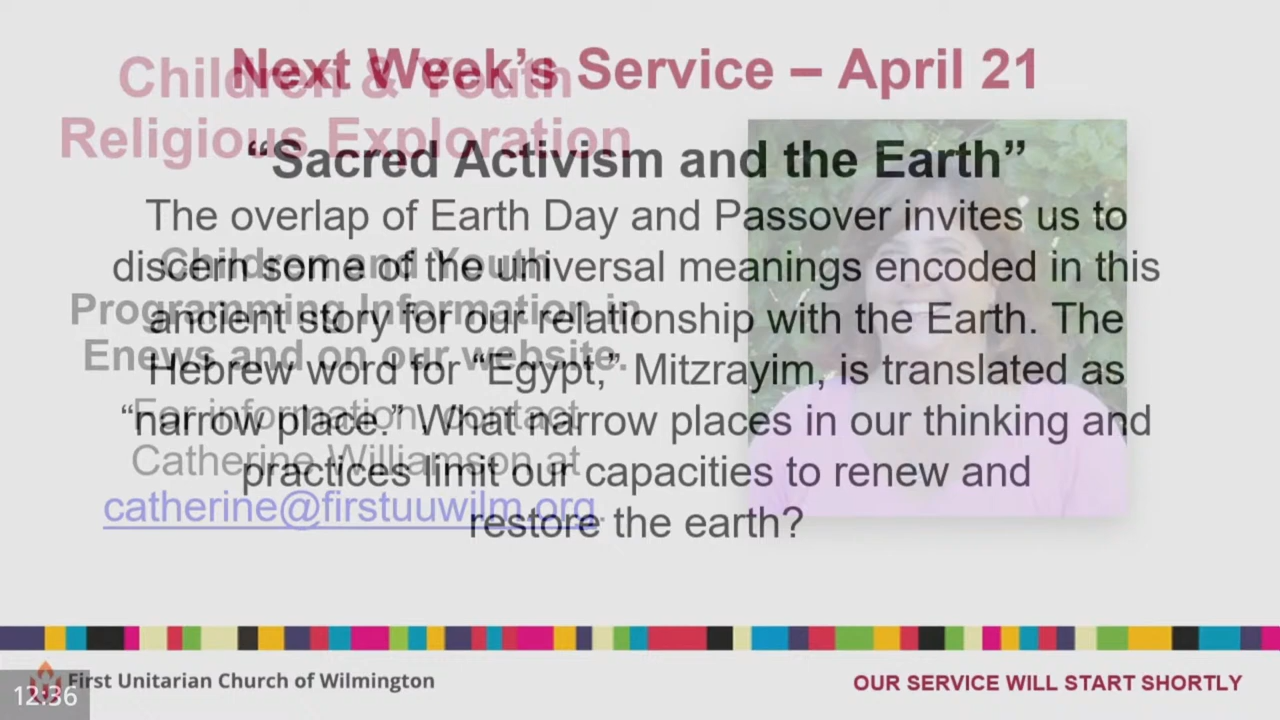 Next Week’s Service – April 21
“Sacred Activism and the Earth”
The overlap of Earth Day and Passover invites us to
discern some of the universal meanings encoded in this
ancient story for our relationship with the Earth. The
Hebrew word for “Egypt,” Mitzrayim, is translated as
“narrow place.” What narrow places in our thinking and
practices limit our capacities to renew and
restore the earth?
Children & Youth
Religious Exploration
Children and Youth
Programming Information in
Enews and on our website.
For information, contact
Catherine Williamson at
catherine@firstuuwilm.org.
First Unitarian Church of Wilmington
OUR SERVICE WILL START SHORTLY
12:36